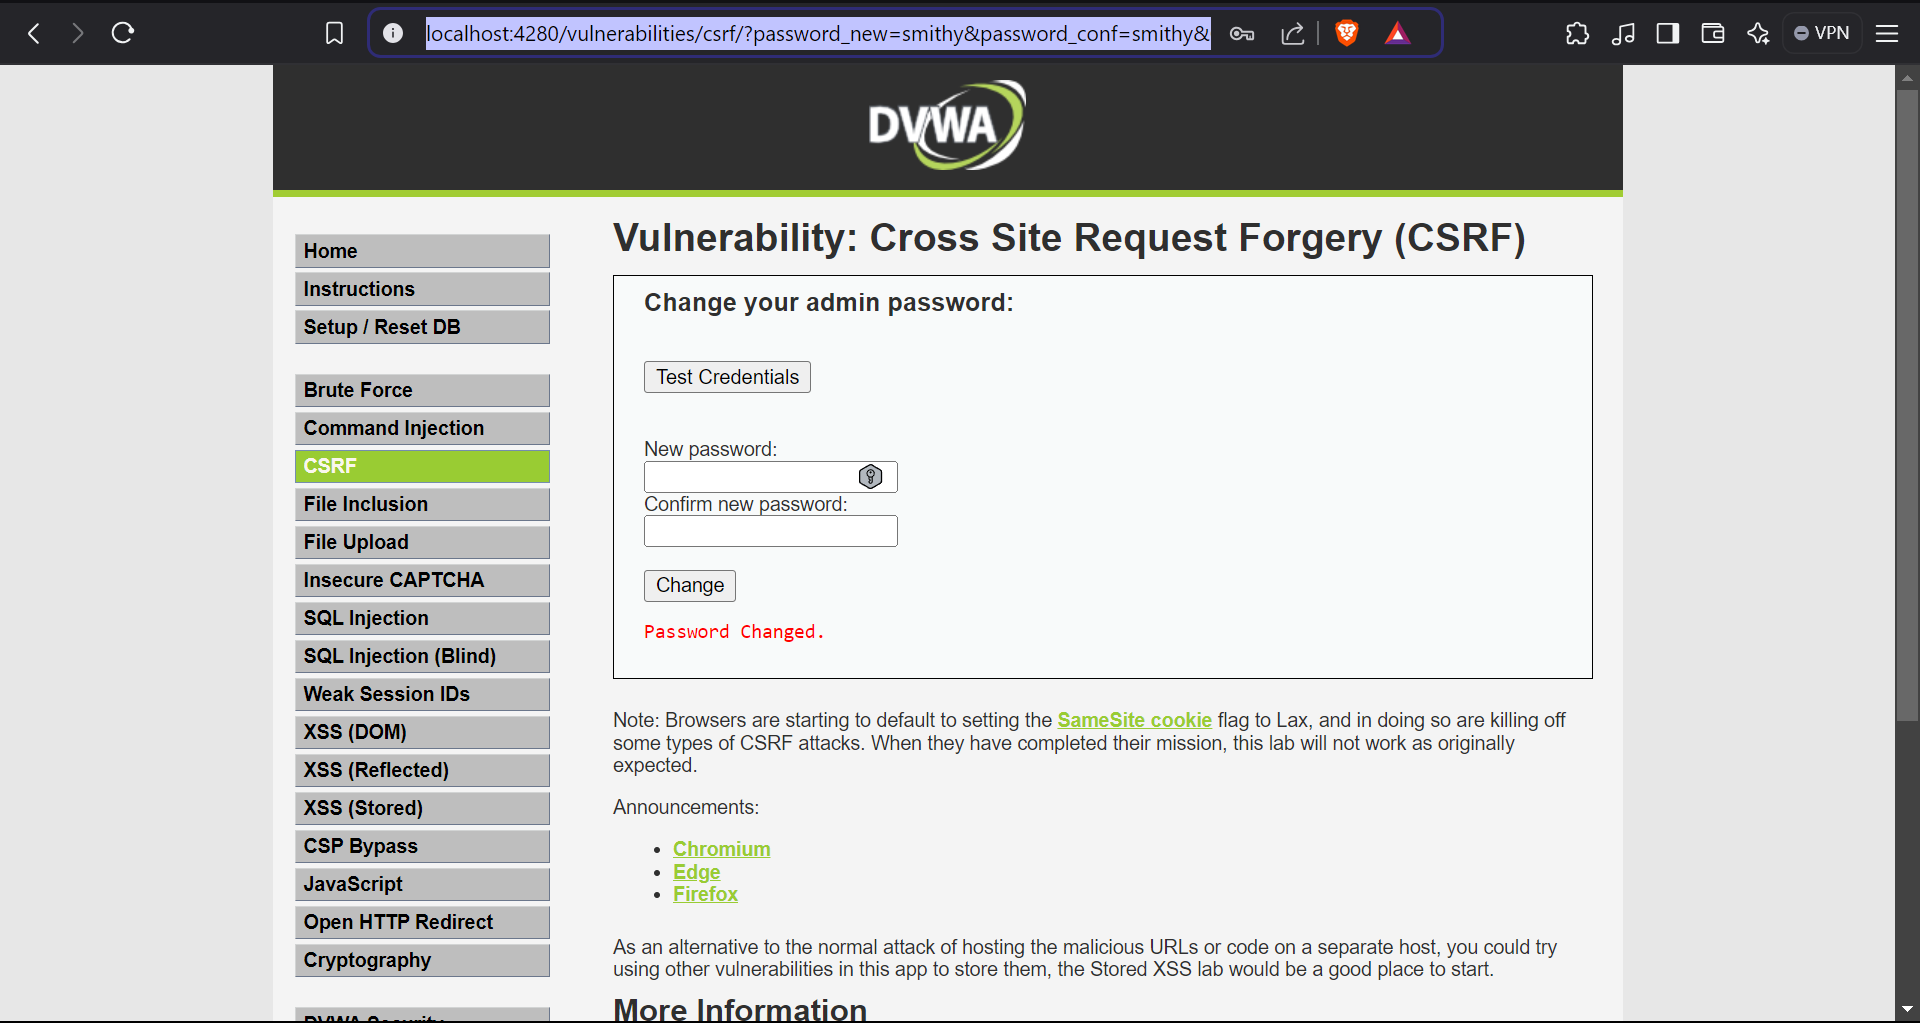 localhost:4280/vulnerabilities/csrf/?password_new=smithy&password_conf=smithy&
VPN
DVWA
Home
Instructions
Setup / Reset DB
Brute Force
Command Injection
CSRF
File Inclusion
File Upload
Insecure CAPTCHA
SQL Injection
SQL Injection (Blind)
Weak Session IDs
XSS (DOM)
XSS (Reflected)
XSS (Stored)
CSP Bypass
JavaScript
Open HTTP Redirect
Cryptography
DVWA Security
Vulnerability: Cross Site Request Forgery (CSRF)
Change your admin password:
Test Credentials
New password:
Confirm new password:
Change
Password Changed.
Note: Browsers are starting to default to setting the SameSite cookie flag to Lax, and in doing so are killing off
some types of CSRF attacks. When they have completed their mission, this lab will not work as originally
expected.
Announcements:
• Chromium
• Edge
• Firefox
As an alternative to the normal attack of hosting the malicious URLs or code on a separate host, you could try
using other vulnerabilities in this app to store them, the Stored XSS lab would be a good place to start.
More Information